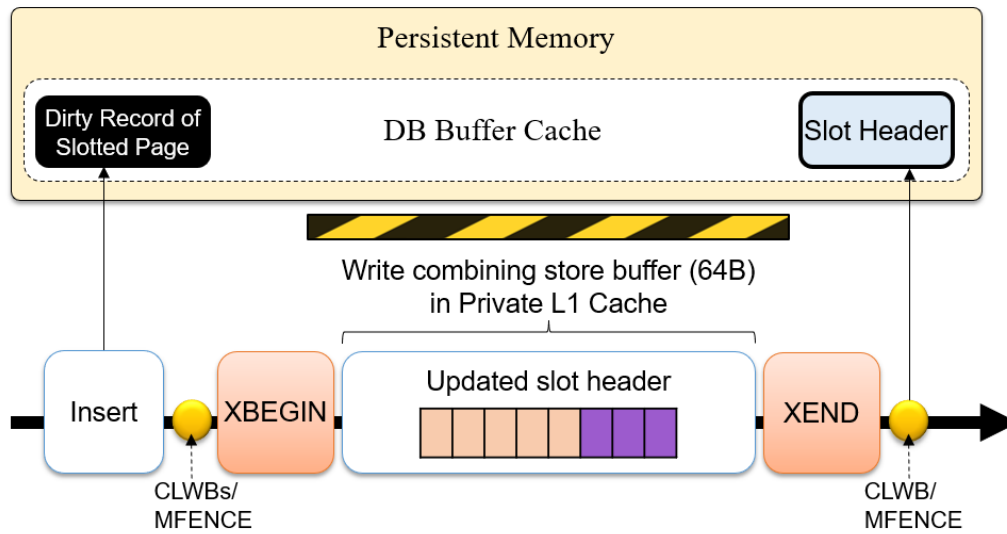 Persistent Memory
Dirty Record of
Slotted Page
DB Buffer Cache
Slot Header
Write combining store buffer (64B)
in Private L1 Cache
Insert
XBEGIN
Updated slot header
XEND
CLWBs/
MFENCE
CLWB/
MFENCE